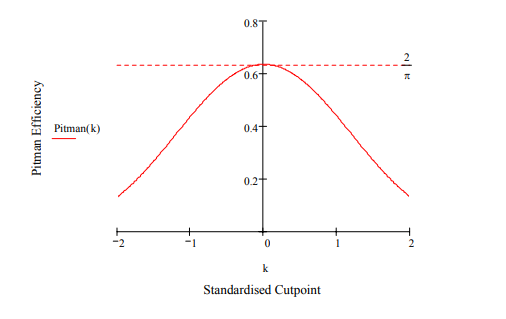 0.8
2
π
0.6
Pitman Efficiency
Pitman(k)
0.4
0.2
−2
−1
0
1
2
k
Standardised Cutpoint